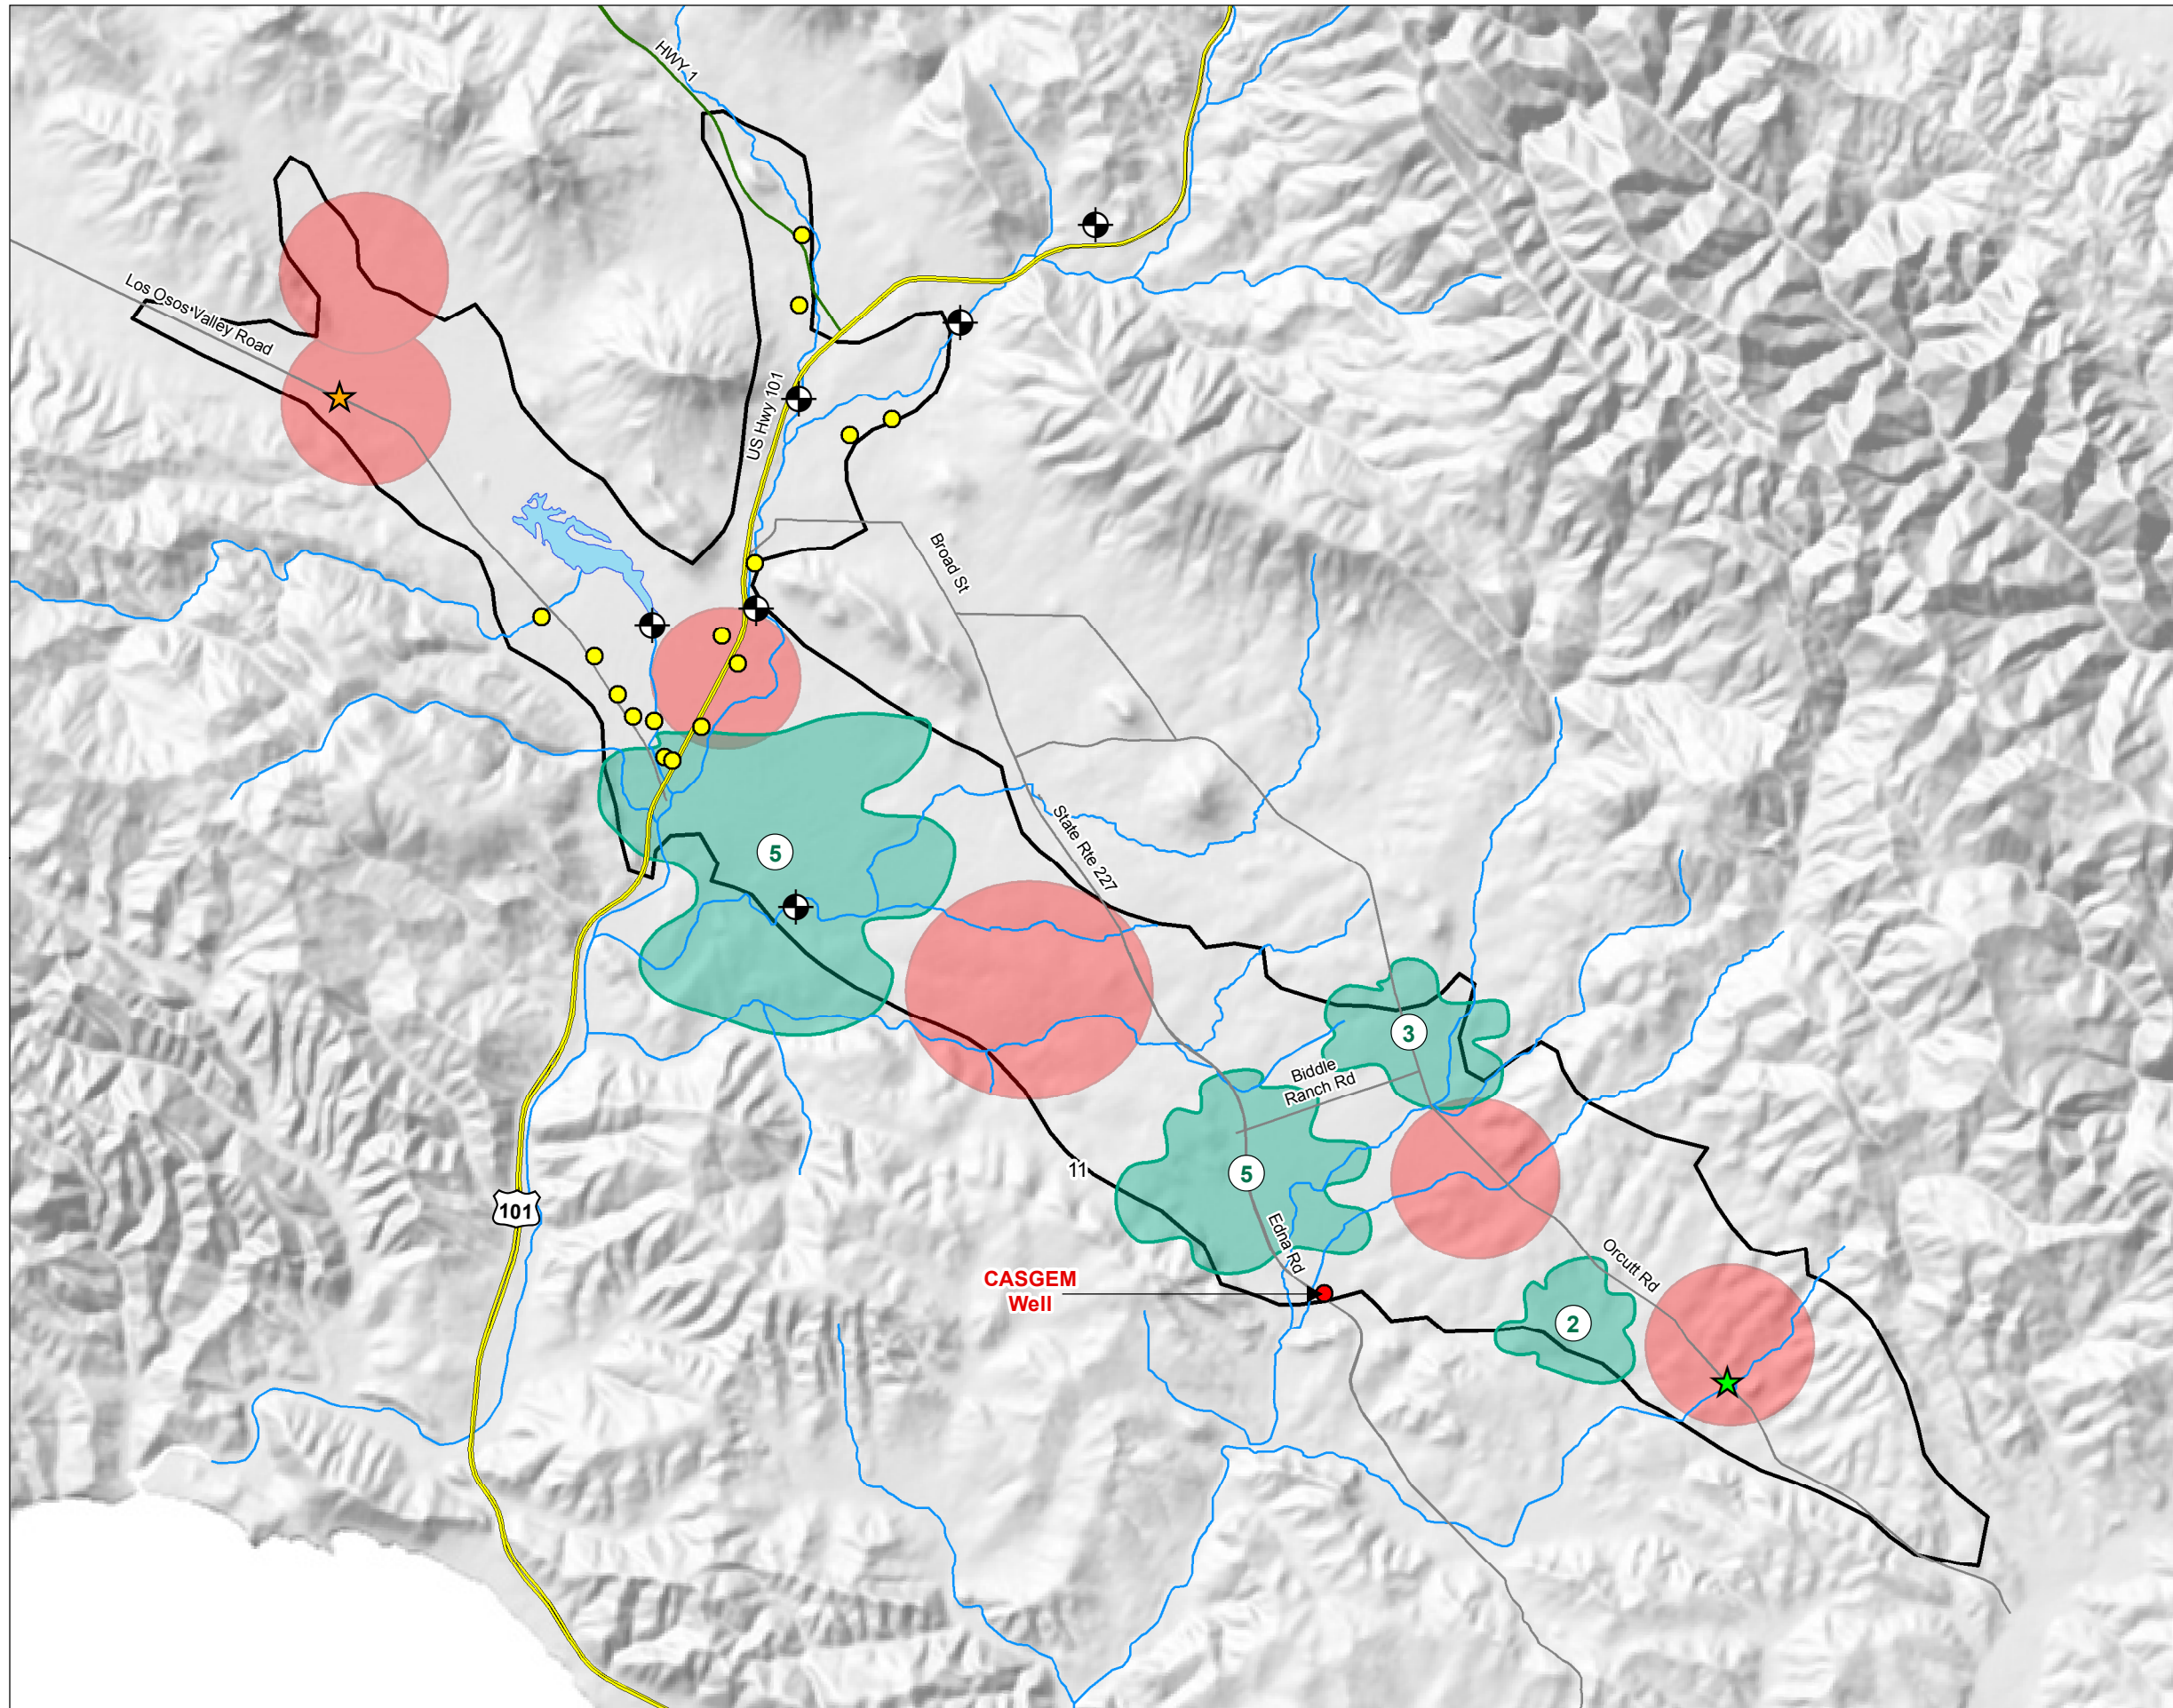 HWY 1
Los Osos Valley Road
US Hwy 101
Broad St
State Rte 227
5
3
Biddle
Ranch Rd
11
5
101
Edna Rd
Orcutt Rd
CASGEM
Well
2